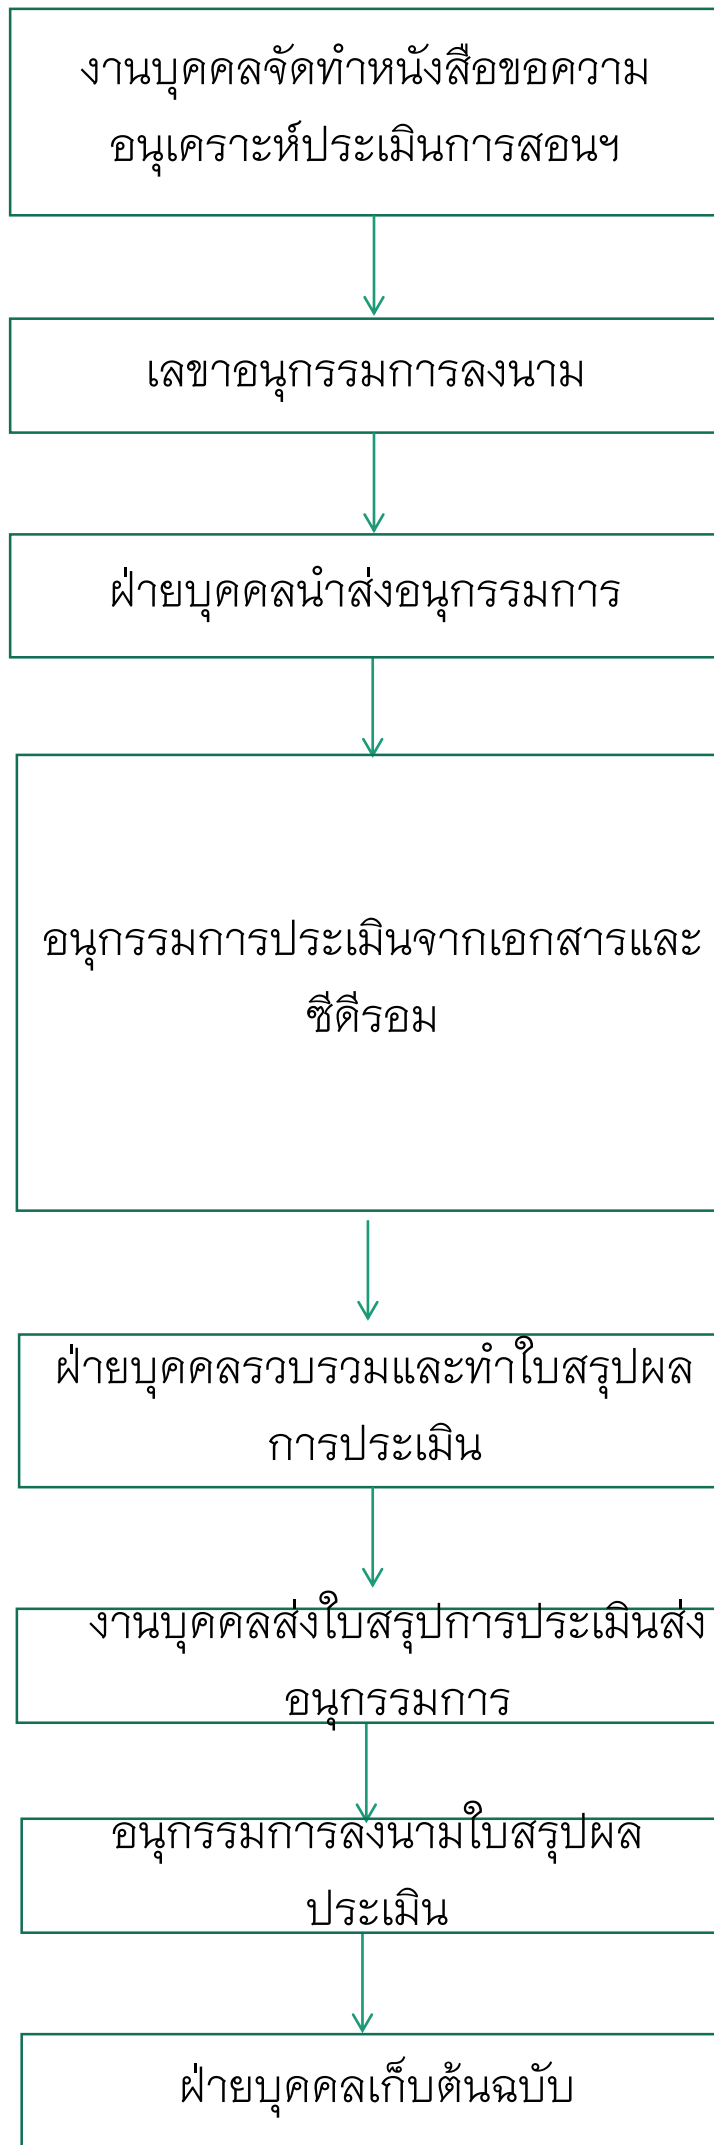 งานบุคคลจัดทำหนังสือขอความ
อนุเคราะห์ประเมินการสอนฯ
เลขาอนุกรรมการลงนาม
ฝ่ายบุคคลนำส่งอนุกรรมการ
อนุกรรมการประเมินจากเอกสารและ
ซีดีรอม
ฝ่ายบุคคลรวบรวมและทำใบสรุปผล
การประเมิน
งานบุคคลส่งใบสรุปการประเมินส่ง
อนุกรรมการ
อนุกรรมการลงนามใบสรุปผล
ประเมิน
ฝ่ายบุคคลเก็บต้นฉบับ